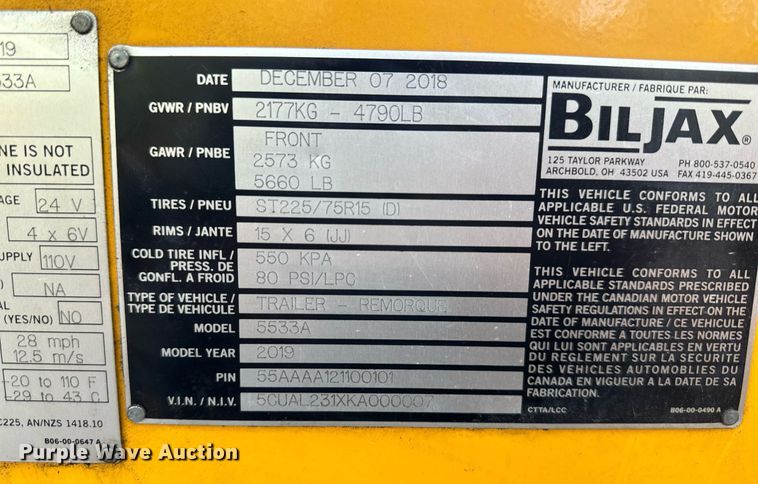 19
533A
NE IS NOT
INSULATED
AGE 24 V
4 x 6V
UPPLY 110V
NA
AL
(YES/NO) NO
28 mph
12.5 m/s
-20 to 110 F
-29 to 43 C
C225, AN/NZS 1418.10
B06-00-0647 A
DATE DECEMBER 07 2018
GVWR / PNBV 2177KG - 4790LB
GAWR / PNBE FRONT
2573 KG
5660 LB
TIRES / PNEU ST225/75R15 (D)
RIMS / JANTE 15 X 6 (JJ)
COLD TIRE INFL / 550 KPA
PRESS. DE
GONFL. A FROID 80 PSI/LPC
TYPE OF VEHICLE / TRAILER - REMORQUE
TYPE DE VEHICULE
MODEL 5533A
MODEL YEAR 2019
PIN 55AAAA121100101
V.I.N. / N.I.V. 5CUAL231XKA000007
MANUFACTURER / FABRIQUE PAR:
BILJAX®
125 TAYLOR PARKWAY PH 800-537-0540
ARCHBOLD, OH 43502 USA FAX 419-445-0367
THIS VEHICLE CONFORMS TO ALL
APPLICABLE U.S. FEDERAL MOTOR
VEHICLE SAFETY STANDARDS IN EFFECT
ON THE DATE OF MANUFACTURE SHOWN
TO THE LEFT.
THIS VEHICLE CONFORMS TO ALL
APPLICABLE STANDARDS PRESCRIBED
UNDER THE CANADIAN MOTOR VEHICLE
SAFETY REGULATIONS IN EFFECT ON THE
DATE OF MANUFACTURE / CE VEHICULE
EST CONFORME A TOUTES LES NORMES
QUI LUI SONT APPLICABLES EN VERTU
DU REGLEMENT SUR LA SECURITE
DES VEHICLES AUTOMOBILES DU
CANADA EN VIGUEUR A LA DATE DE SA
FABRICATION.
CTTA/LCC B06-00-0490 A
Purple Wave Auction